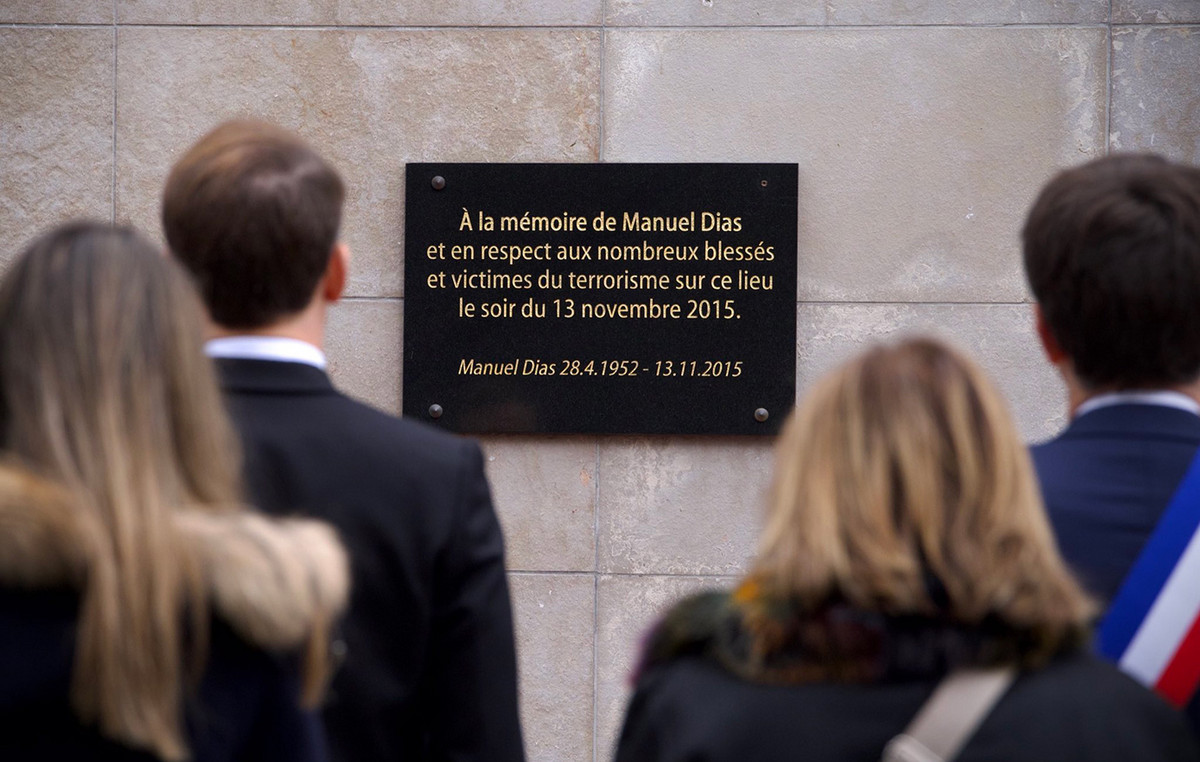 À la mémoire de Manuel Dias
et en respect aux nombreux blessés
et victimes du terrorisme sur ce lieu
le soir du 13 novembre 2015.
Manuel Dias 28.4.1952 - 13.11.2015